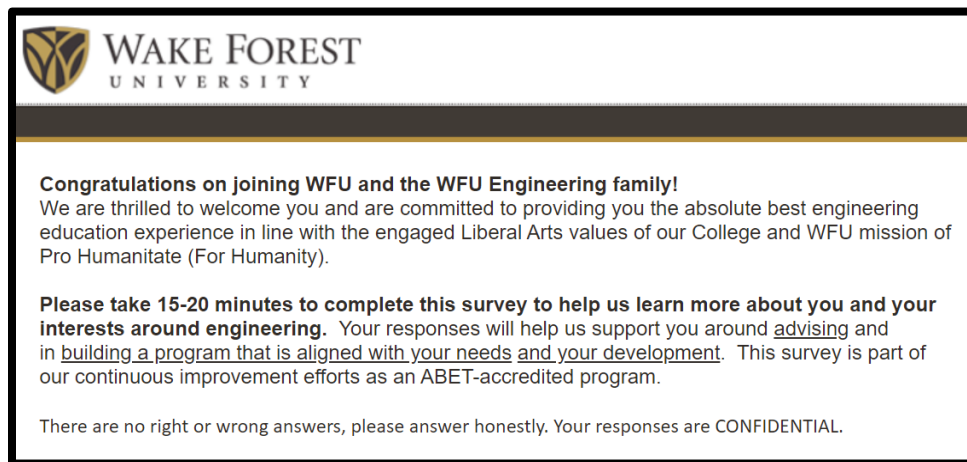 WAKE FOREST
UNIVERSITY
Congratulations on joining WFU and the WFU Engineering family!
We are thrilled to welcome you and are committed to providing you the absolute best engineering
education experience in line with the engaged Liberal Arts values of our College and WFU mission of
Pro Humanitate (For Humanity).
Please take 15-20 minutes to complete this survey to help us learn more about you and your
interests around engineering. Your responses will help us support you around advising and
in building a program that is aligned with your needs and your development. This survey is part of
our continuous improvement efforts as an ABET-accredited program.
There are no right or wrong answers, please answer honestly. Your responses are CONFIDENTIAL.